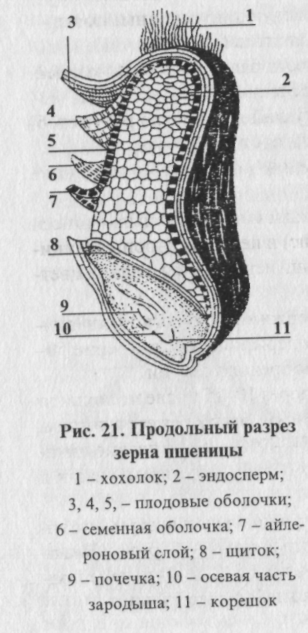 3
1
2
4
5
6
7
8
9
10
11
Рис. 21. Продольный разрез
зерна пшеницы
1 – хохолок; 2 – эндосперм;
3, 4, 5, – плодовые оболочки;
6 – семенная оболочка; 7 – айле-
роновый слой; 8 – щиток;
9 – почечка; 10 – осевая часть
зародыша; 11 – корешок